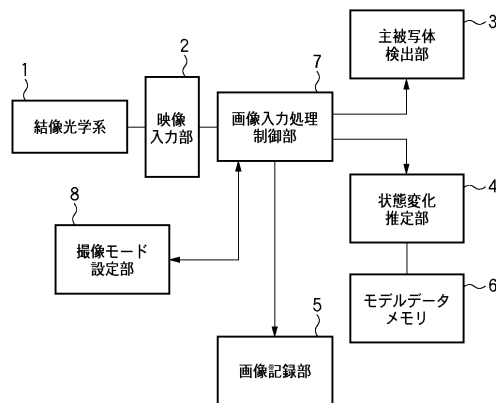 1
結像光学系
2
映像
入力部
7
画像入力処理
制御部
3
主被写体
検出部
4
状態変化
推定部
6
モデルデータ
メモリ
8
撮像モード
設定部
5
画像記録部